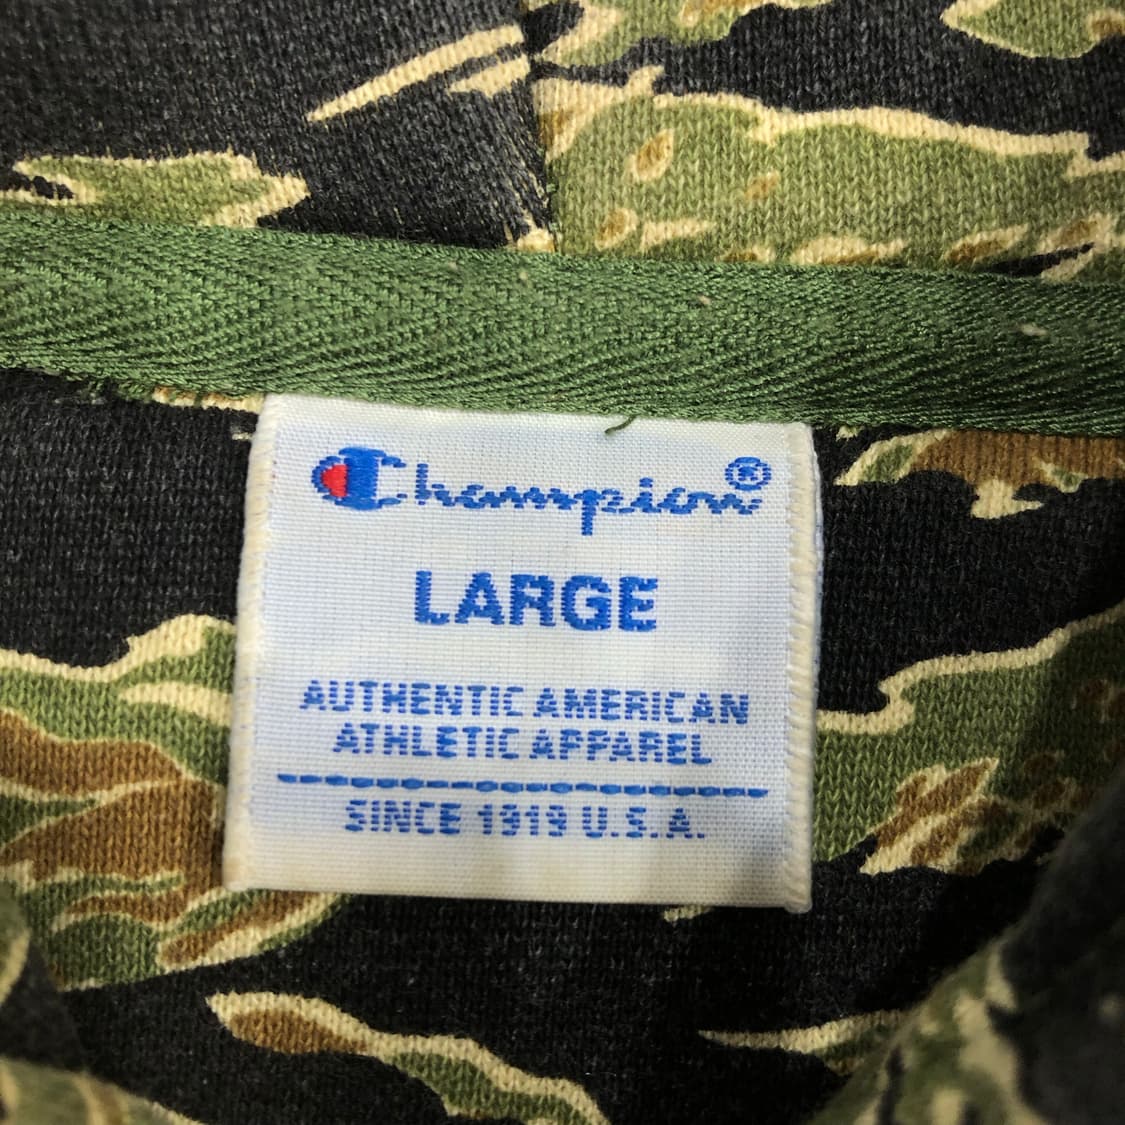 Champion®
LARGE
AUTHENTIC AMERICAN
ATHLETIC APPAREL
SINCE 1919 U.S.A.